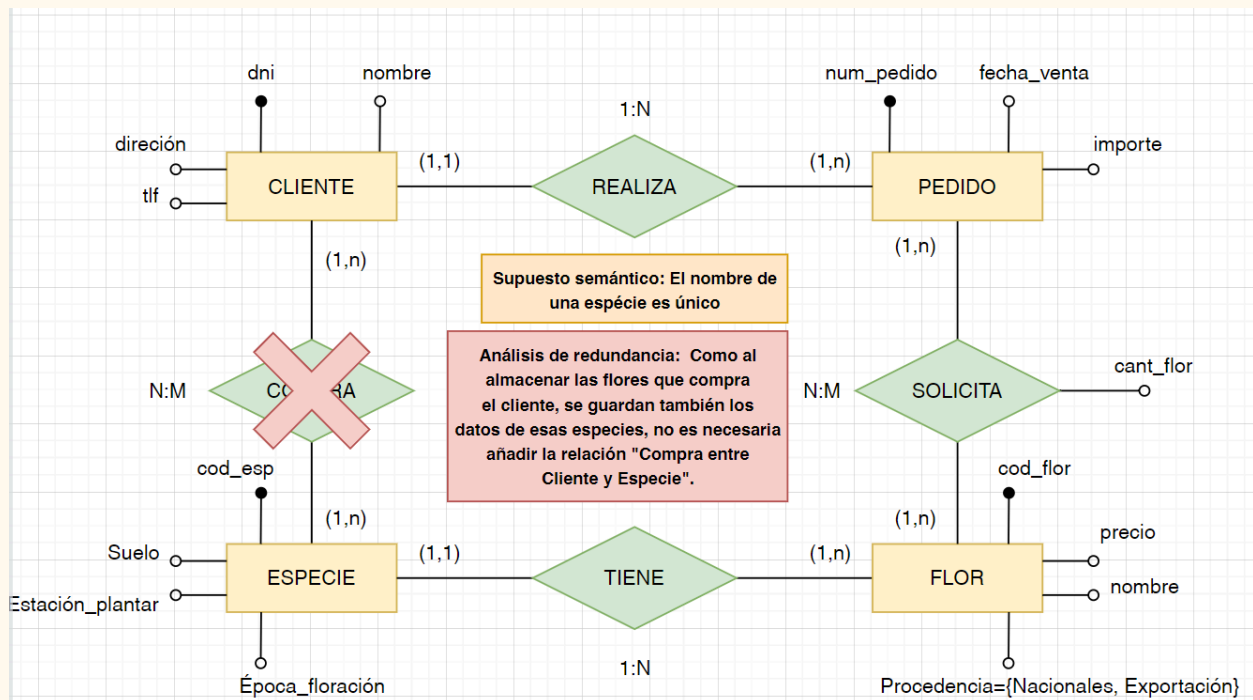 dni
nombre
num_pedido
fecha_venta
1:N
direción
importe
(1,1)
(1,n)
CLIENTE
REALIZA
PEDIDO
tlf
(1,n)
(1,n)
Supuesto semántico: El nombre de
una espécie es único
Análisis de redundancia: Como al
almacenar las flores que compra
el cliente, se guardan también los
datos de esas especies, no es necesaria
añadir la relación "Compra entre
Cliente y Especie".
cant_flor
N:M
N:M
SOLICITA
cod_esp
cod_flor
(1,n)
(1,n)
precio
Suelo
(1,1)
(1,n)
ESPECIE
TIENE
FLOR
nombre
Estación_plantar
1:N
Época_floración
Procedencia={Nacionales, Exportación}